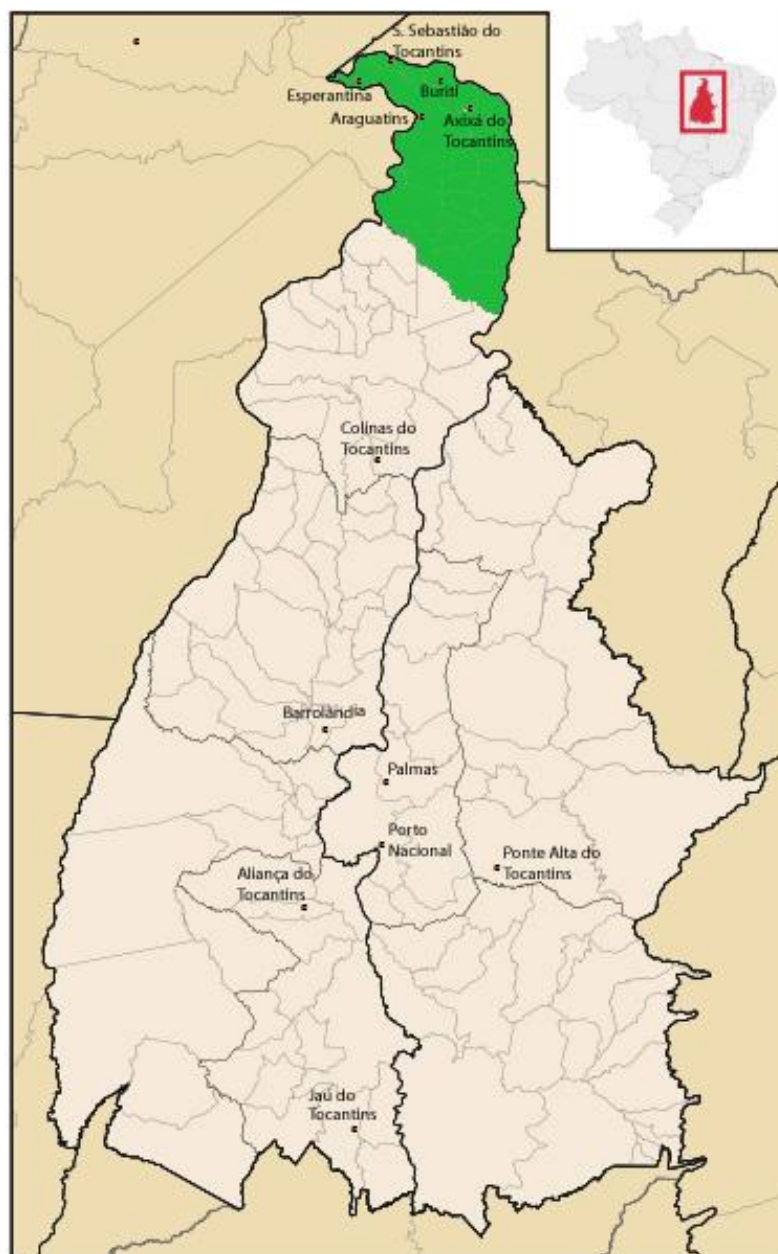 S. Sebastião do
Tocantins
Esperantina
Buriti
Araguatins
Axixá do
Tocantins
Colinas do
Tocantins
Barrolândia
Palmas
Porto
Nacional
Ponte Alta do
Tocantins
Aliança do
Tocantins
Jaú do
Tocantins